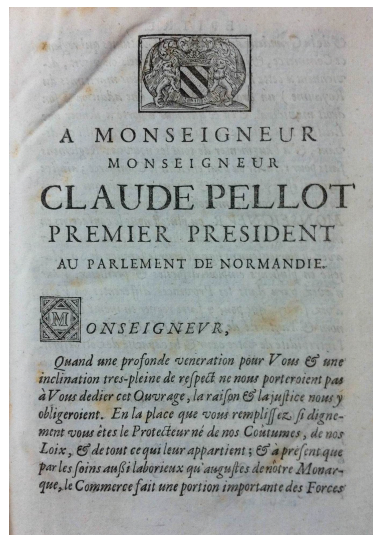 A MONSEIGNEUR
MONSEIGNEUR
CLAUDE PELLOT
PREMIER PRESIDENT
AU PARLEMENT DE NORMANDIE.
MONSEIGNEVR,
Quand une profonde veneration pour Vous & une
inclination tres-pleine de reſpect ne nous porteroient pas
à Vous dedier cet Ouvrage, la raiſon & la juſtice nous y
obligeroient. En la place que vous rempliſſez ſi digne-
ment vous êtes le Protecteur né de nos Coûtumes, de nos
Loix, & de tout ce qui leur appartient ; & à préſent que
par les ſoins auſſi laborieux qu'auguſtes de nôtre Monar-
que, le Commerce fait une portion importante des Forces